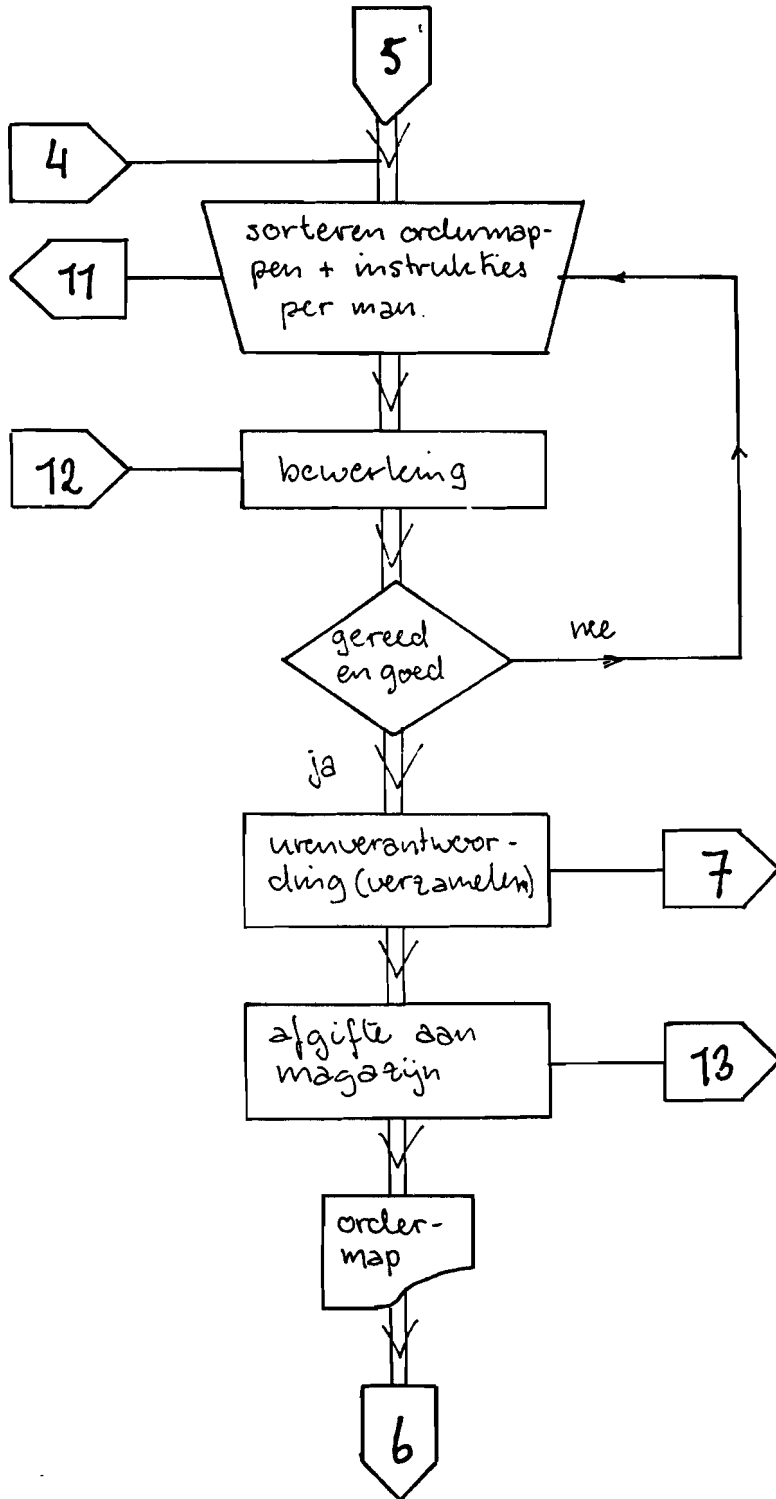 5
4
sorteren ordermap-
pen + instrukties
per man.
11
12
bewerking
gereed
en goed
nee
ja
urenverantwoor-
ding (verzamelen)
7
afgifte aan
magazijn
13
order-
map
6